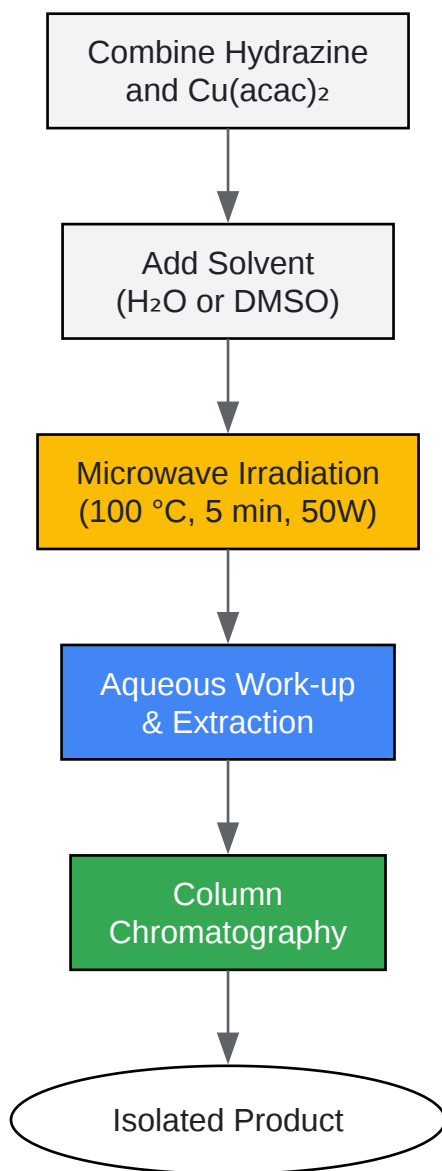 Combine Hydrazine
and Cu(acac)₂
Add Solvent
(H₂O or DMSO)
Microwave Irradiation
(100 °C, 5 min, 50W)
Aqueous Work-up
& Extraction
Column
Chromatography
Isolated Product